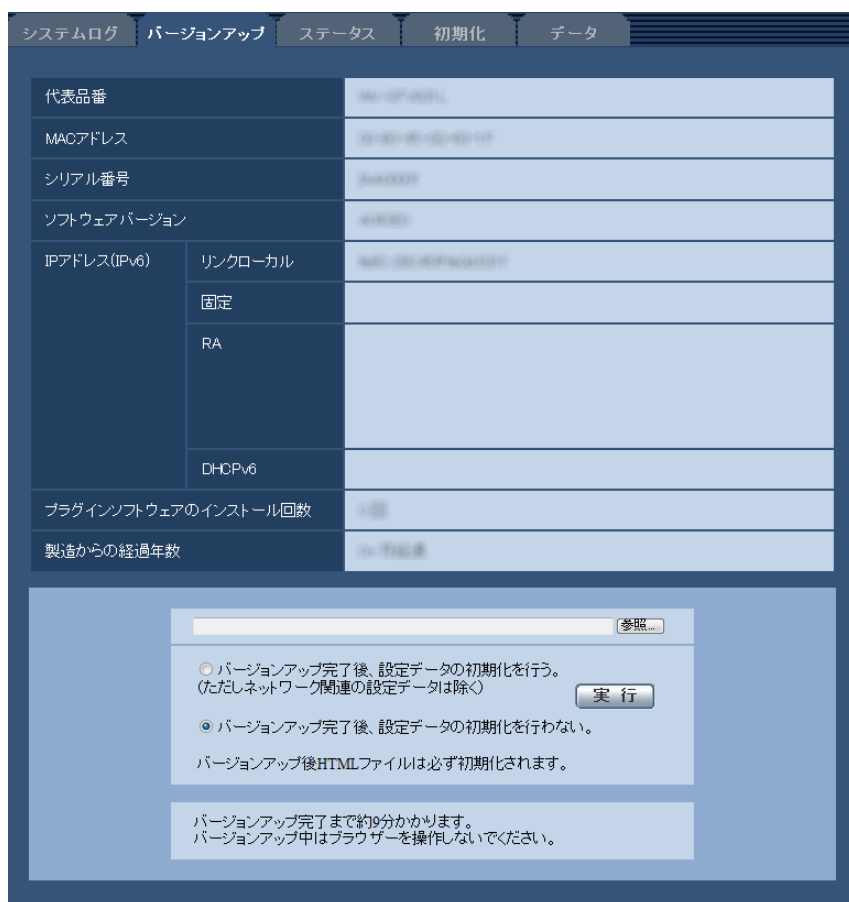 システムログ バージョンアップ ステータス 初期化 データ
代表品番
MACアドレス
シリアル番号
ソフトウェアバージョン
IPアドレス(IPv6) リンクローカル
固定
RA
DHCPv6
プラグインソフトウェアのインストール回数
製造からの経過年数
参照...
バージョンアップ完了後、設定データの初期化を行う。
(ただしネットワーク関連の設定データは除く)
実 行
バージョンアップ完了後、設定データの初期化を行わない。
バージョンアップ後HTMLファイルは必ず初期化されます。
バージョンアップ完了まで約9分かかります。
バージョンアップ中はブラウザーを操作しないでください。